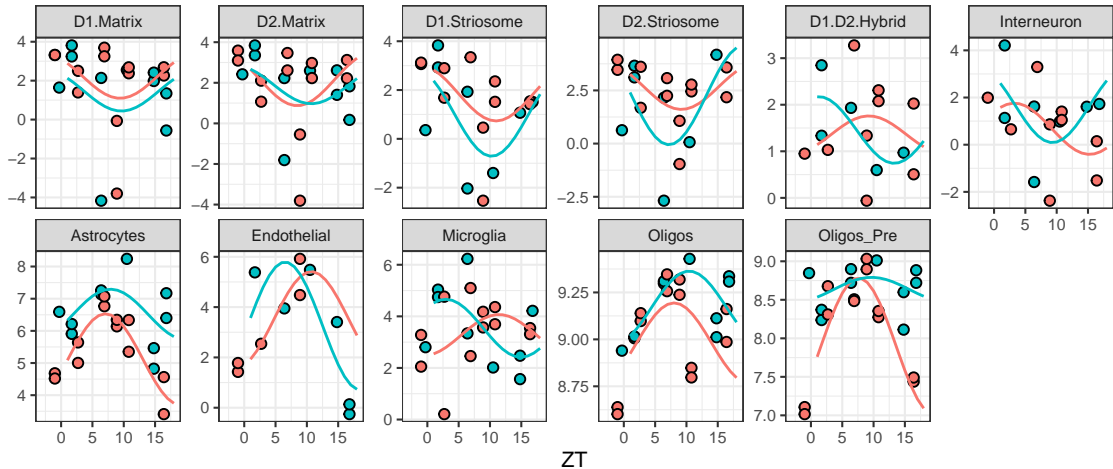 D1.Matrix D2.Matrix D1.Striosome D2.Striosome D1.D2.Hybrid Interneuron
4 2 0 −2 −4
4 2 0 −2 −4
4 2 0 −2
2.5 0.0 −2.5
3 2 1 0
4 2 0 −2
0 5 10 15
Astrocytes Endothelial Microglia Oligos Oligos_Pre
8 7 6 5 4
6 4 2 0
6 4 2 0
9.25 9.00 8.75
9.0 8.5 8.0 7.5 7.0
0 5 10 15 0 5 10 15 0 5 10 15 0 5 10 15 0 5 10 15
ZT